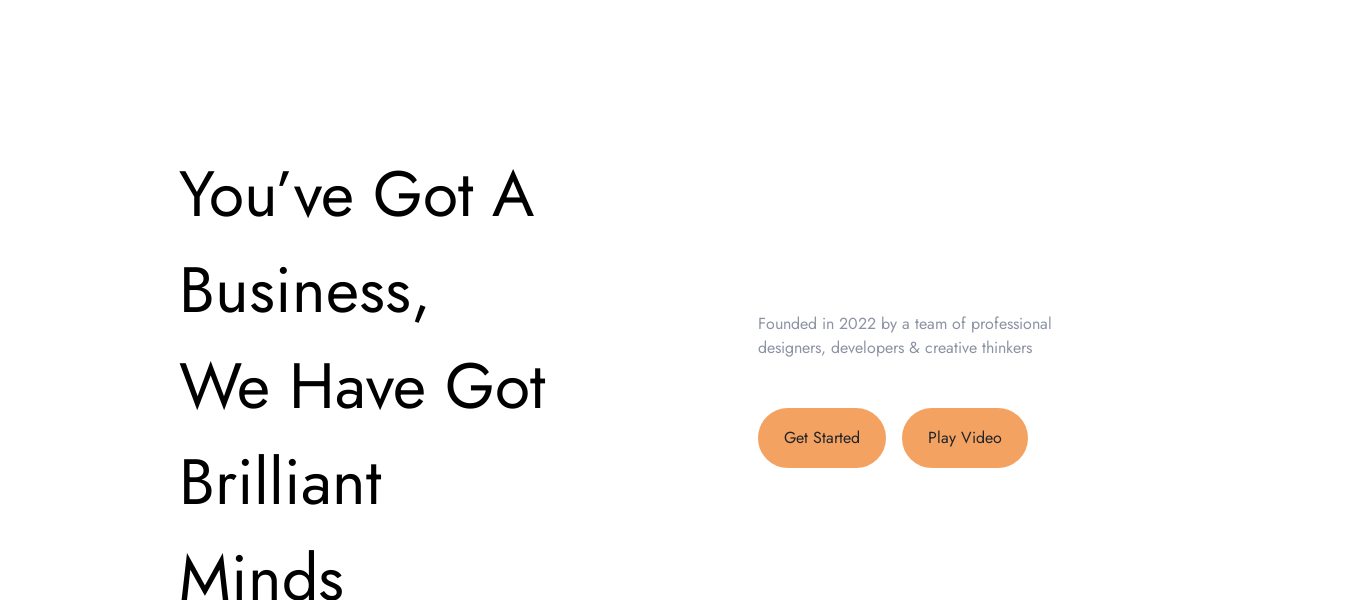 You’ve Got A
Business,
We Have Got
Brilliant
Minds
Founded in 2022 by a team of professional
designers, developers & creative thinkers
Get Started
Play Video